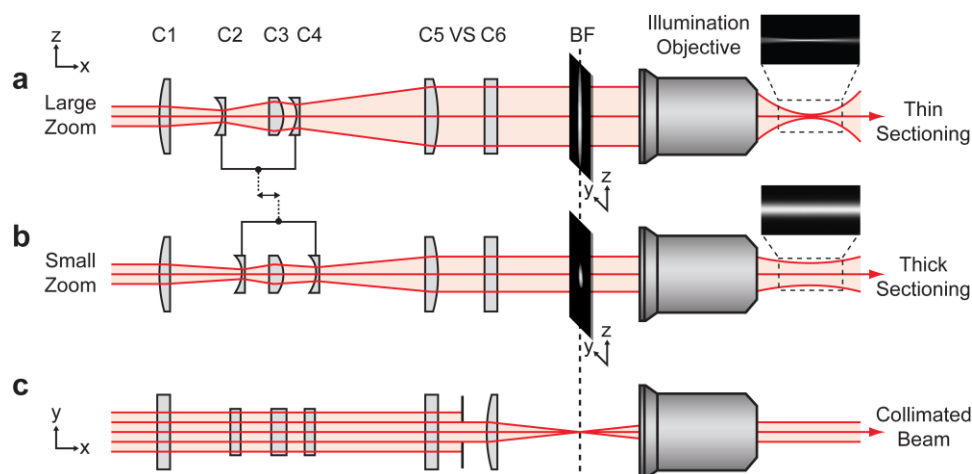 z
x
C1 C2 C3 C4 C5 VS C6 BF Illumination
Objective
a
Large
Zoom
Thin
Sectioning
y z
b
Small
Zoom
Thick
Sectioning
y z
c
y
x
Collimated
Beam